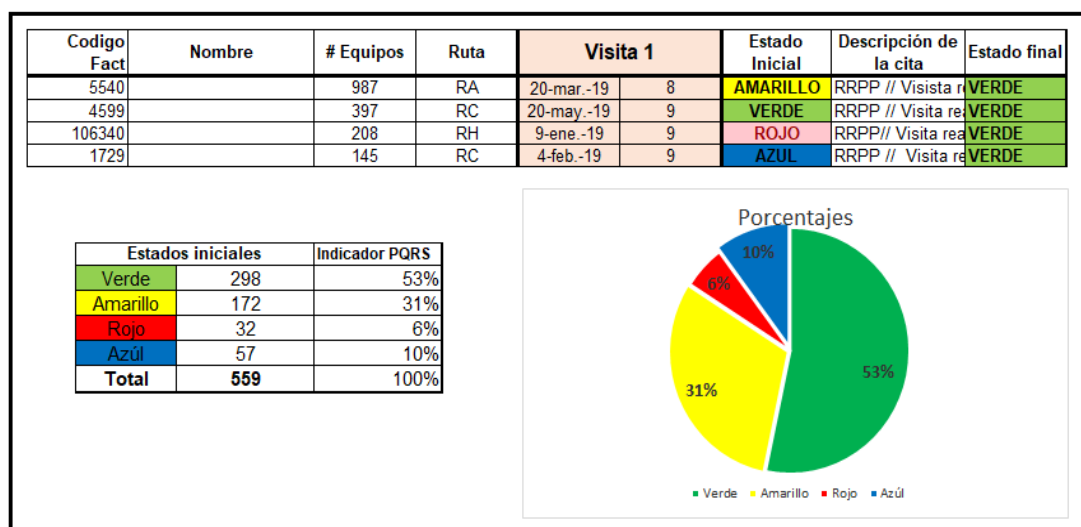 Codigo Fact Nombre # Equipos Ruta Visita 1 Estado Inicial Descripción de la cita Estado final
5540 987 RA 20-mar.-19 8 AMARILLO RRPP // Visista r VERDE
4599 397 RC 20-may.-19 9 VERDE RRPP // Visita re VERDE
106340 208 RH 9-ene.-19 9 ROJO RRPP// Visita rea VERDE
1729 145 RC 4-feb.-19 9 AZUL RRPP // Visita re VERDE
Estados iniciales Indicador PQRS
Verde 298 53%
Amarillo 172 31%
Rojo 32 6%
Azúl 57 10%
Total 559 100%
Porcentajes
10%
6%
53%
31%
Verde Amarillo Rojo Azúl